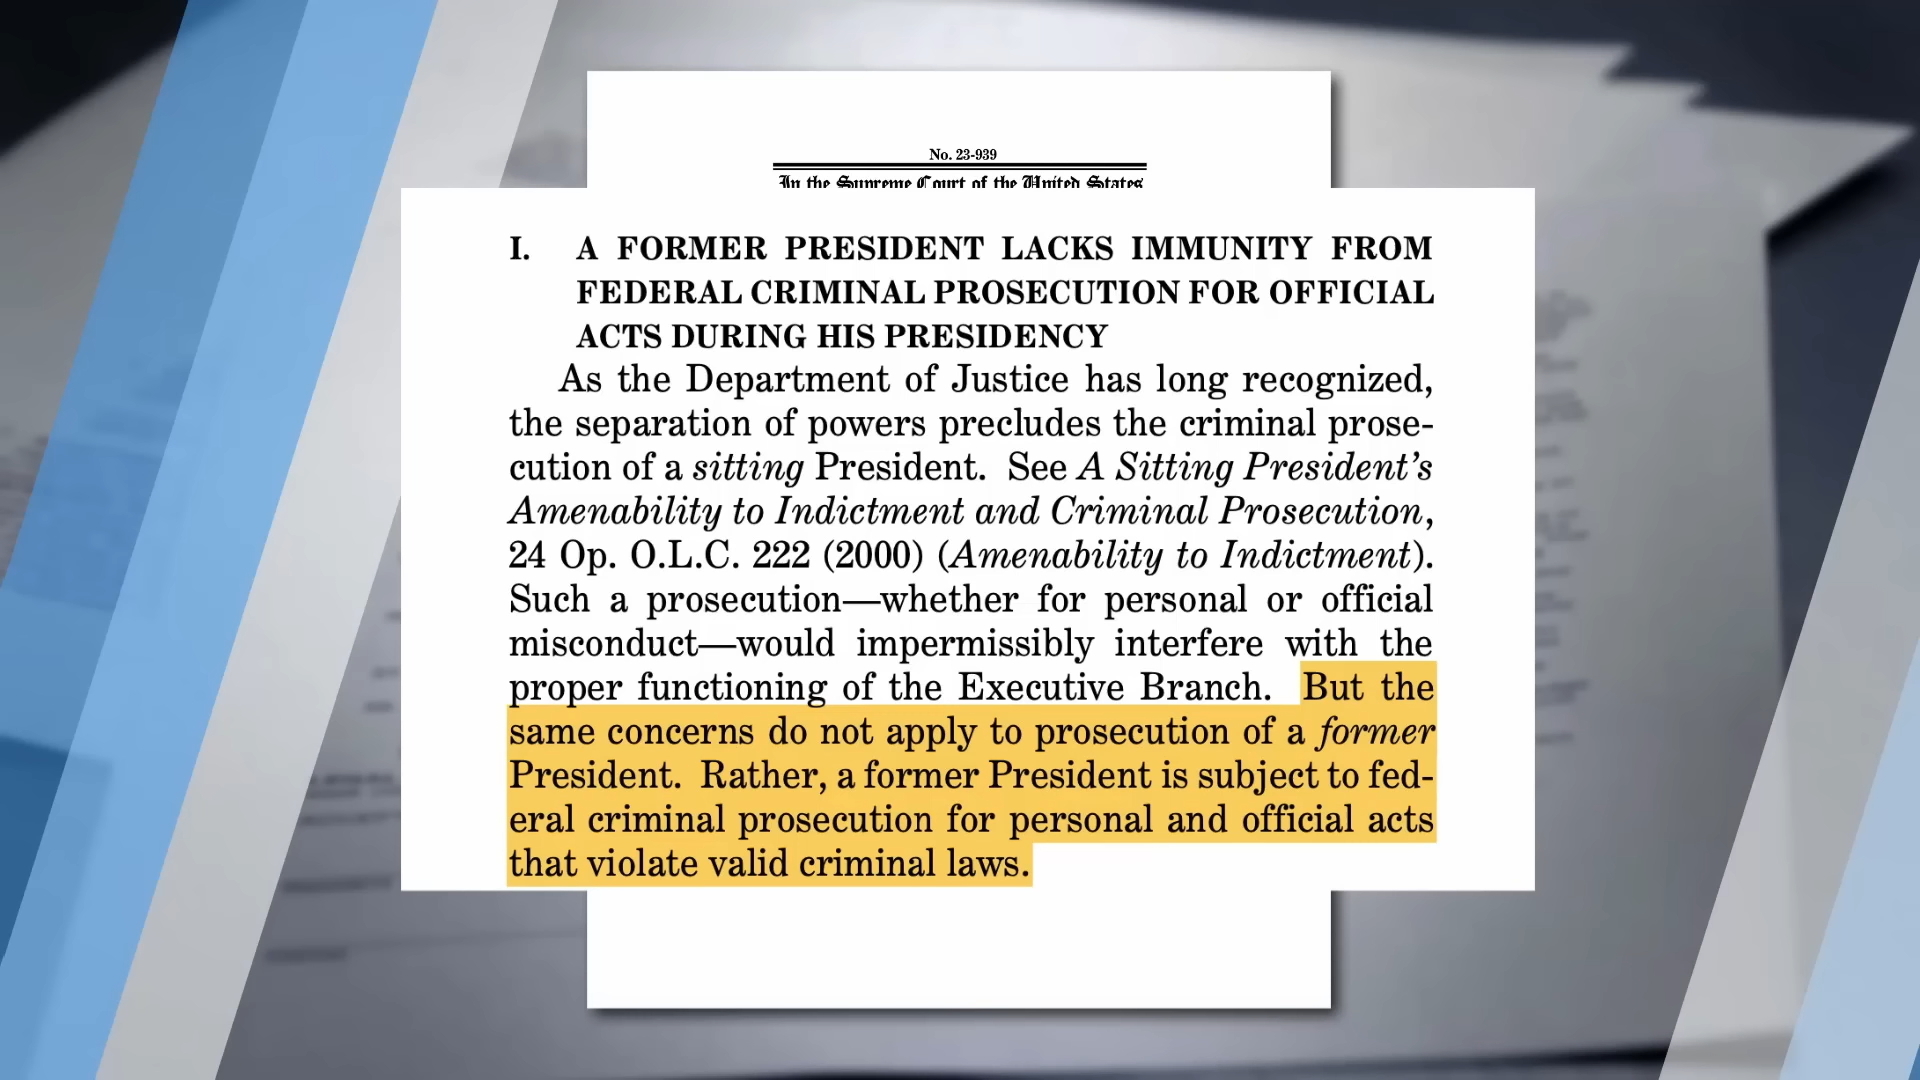 No. 23-939
In the Supreme Court of the United States
I. A FORMER PRESIDENT LACKS IMMUNITY FROM
FEDERAL CRIMINAL PROSECUTION FOR OFFICIAL
ACTS DURING HIS PRESIDENCY
As the Department of Justice has long recognized,
the separation of powers precludes the criminal prose-
cution of a sitting President. See A Sitting President’s
Amenability to Indictment and Criminal Prosecution,
24 Op. O.L.C. 222 (2000) (Amenability to Indictment).
Such a prosecution—whether for personal or official
misconduct—would impermissibly interfere with the
proper functioning of the Executive Branch. But the
same concerns do not apply to prosecution of a former
President. Rather, a former President is subject to fed-
eral criminal prosecution for personal and official acts
that violate valid criminal laws.